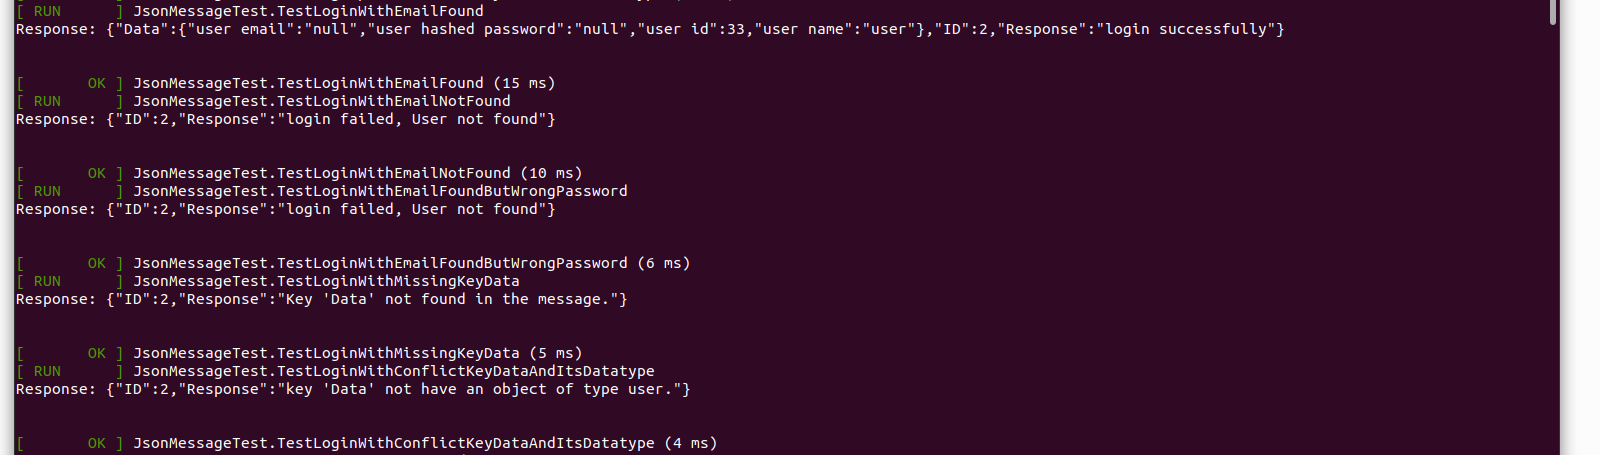 [ RUN      ] JsonMessageTest.TestLoginWithEmailFound
Response: {"Data":{"user email":"null","user hashed password":"null","user id":33,"user name":"user"},"ID":2,"Response":"login successfully"}
[       OK ] JsonMessageTest.TestLoginWithEmailFound (15 ms)
[ RUN      ] JsonMessageTest.TestLoginWithEmailNotFound
Response: {"ID":2,"Response":"login failed, User not found"}
[       OK ] JsonMessageTest.TestLoginWithEmailNotFound (10 ms)
[ RUN      ] JsonMessageTest.TestLoginWithEmailFoundButWrongPassword
Response: {"ID":2,"Response":"login failed, User not found"}
[       OK ] JsonMessageTest.TestLoginWithEmailFoundButWrongPassword (6 ms)
[ RUN      ] JsonMessageTest.TestLoginWithMissingKeyData
Response: {"ID":2,"Response":"Key 'Data' not found in the message."}
[       OK ] JsonMessageTest.TestLoginWithMissingKeyData (5 ms)
[ RUN      ] JsonMessageTest.TestLoginWithConflictKeyDataAndItsDatatype
Response: {"ID":2,"Response":"key 'Data' not have an object of type user."}
[       OK ] JsonMessageTest.TestLoginWithConflictKeyDataAndItsDatatype (4 ms)